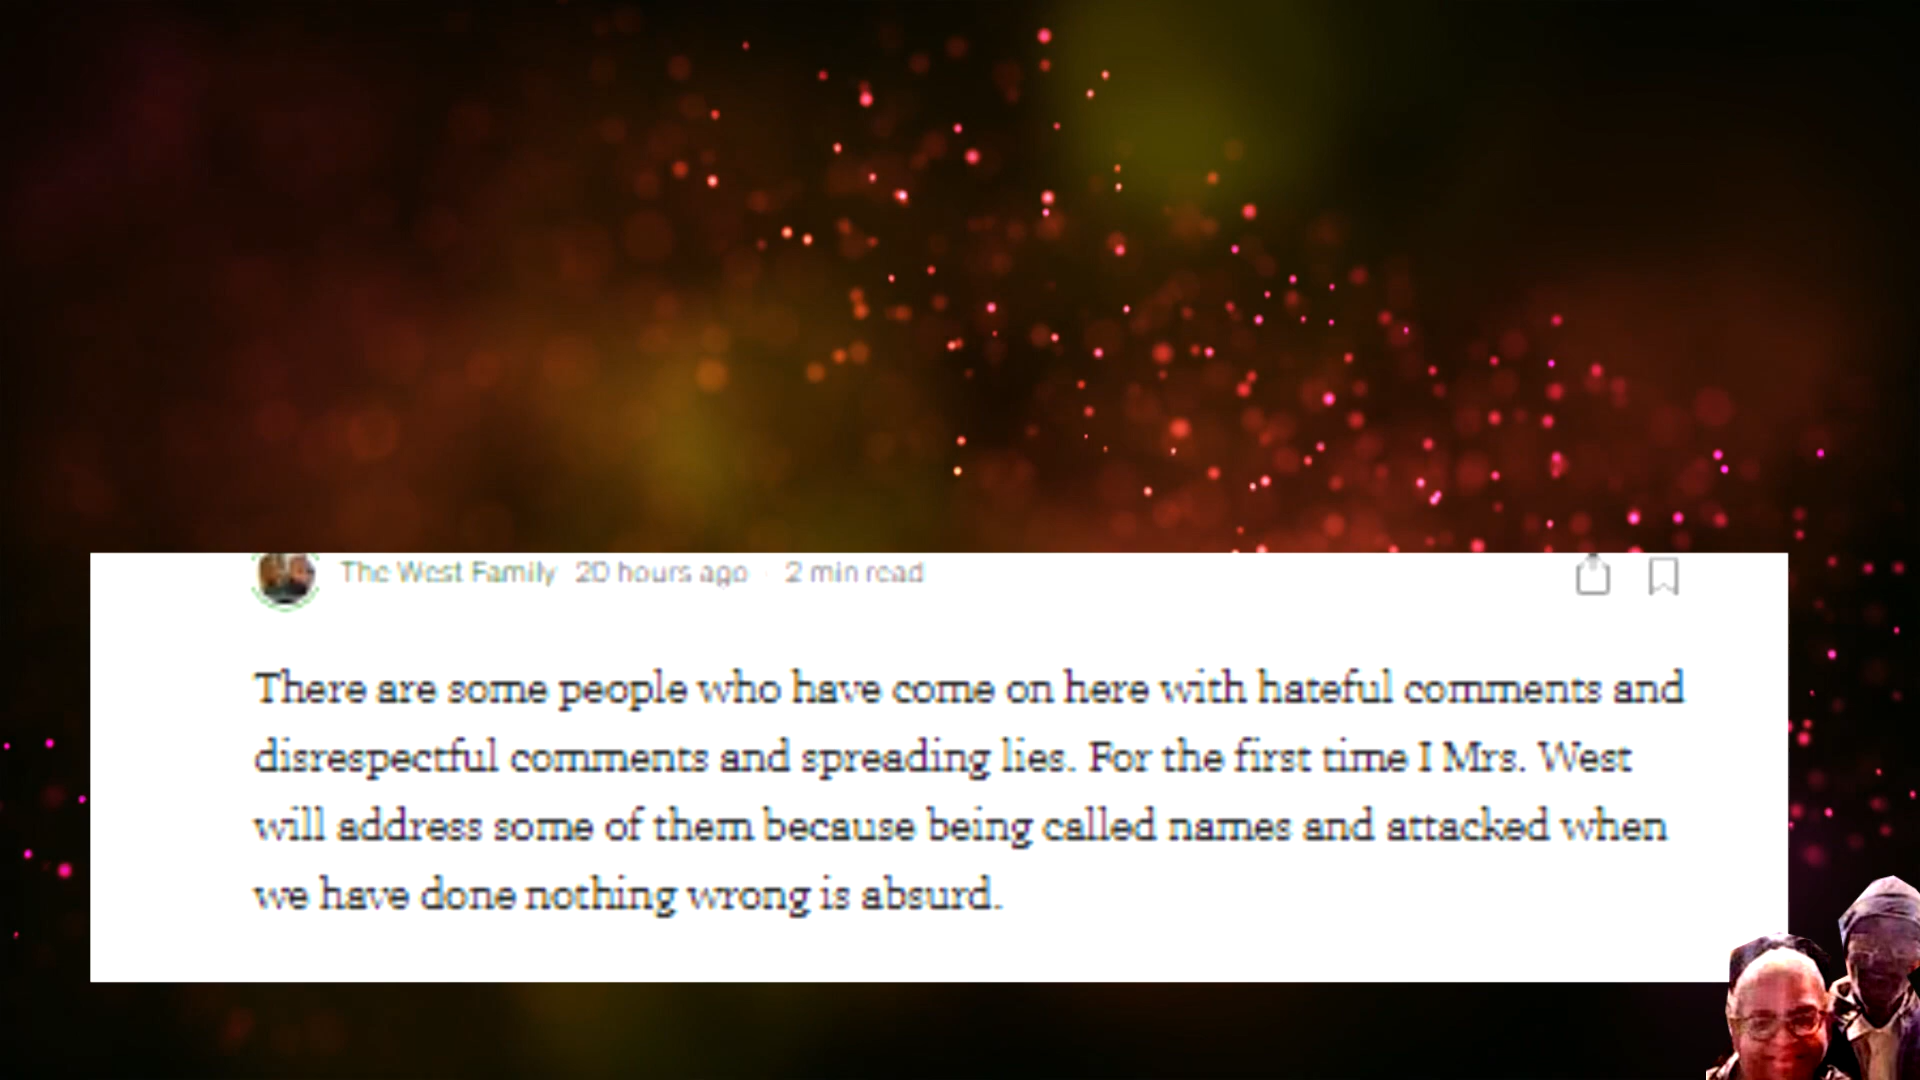 The West Family 20 hours ago · 2 min read
There are some people who have come on here with hateful comments and
disrespectful comments and spreading lies. For the first time I Mrs. West
will address some of them because being called names and attacked when
we have done nothing wrong is absurd.